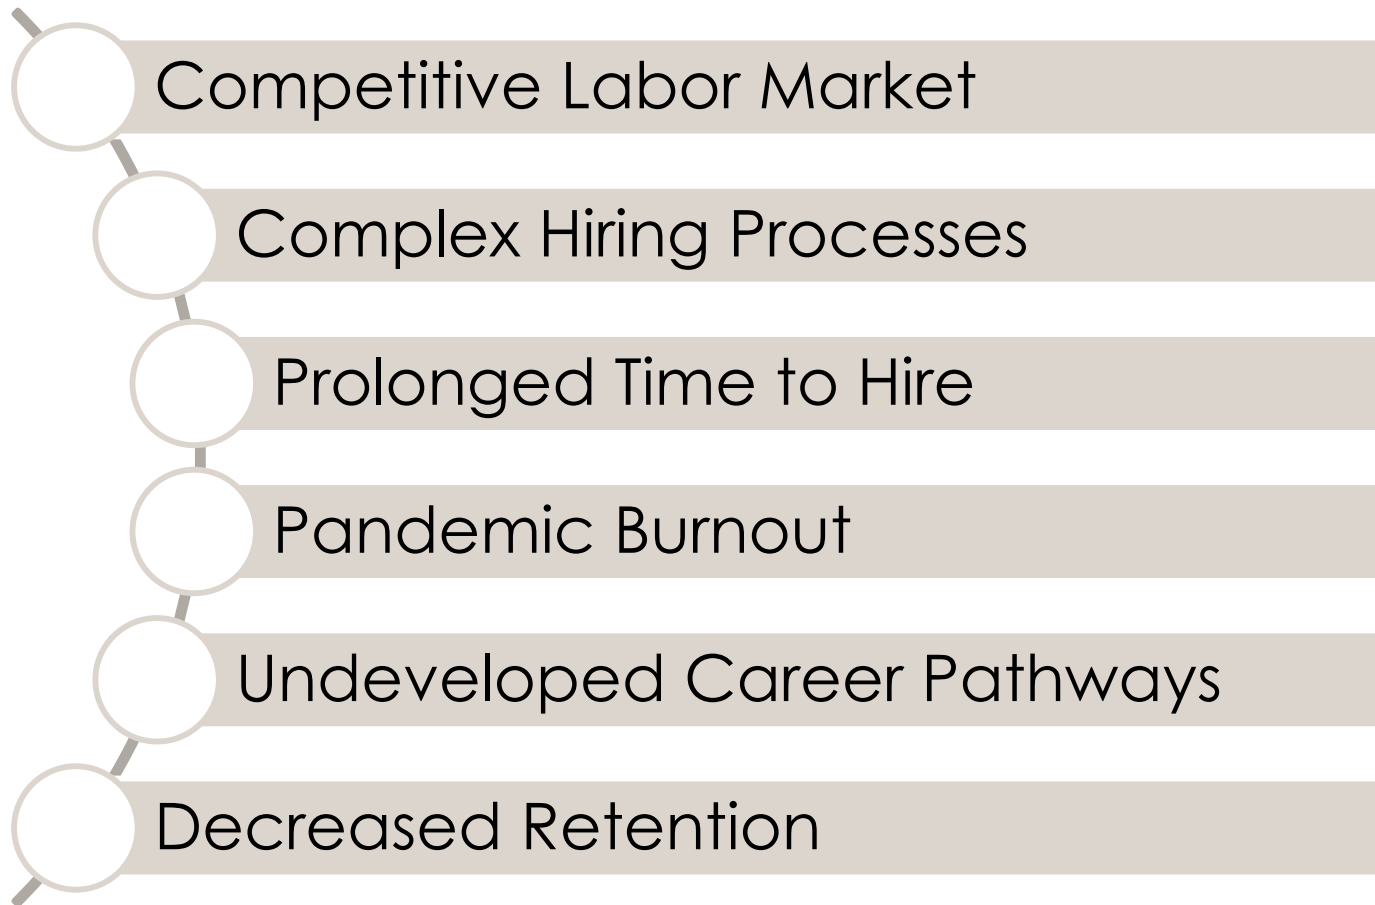 Competitive Labor Market
Complex Hiring Processes
Prolonged Time to Hire
Pandemic Burnout
Undeveloped Career Pathways
Decreased Retention